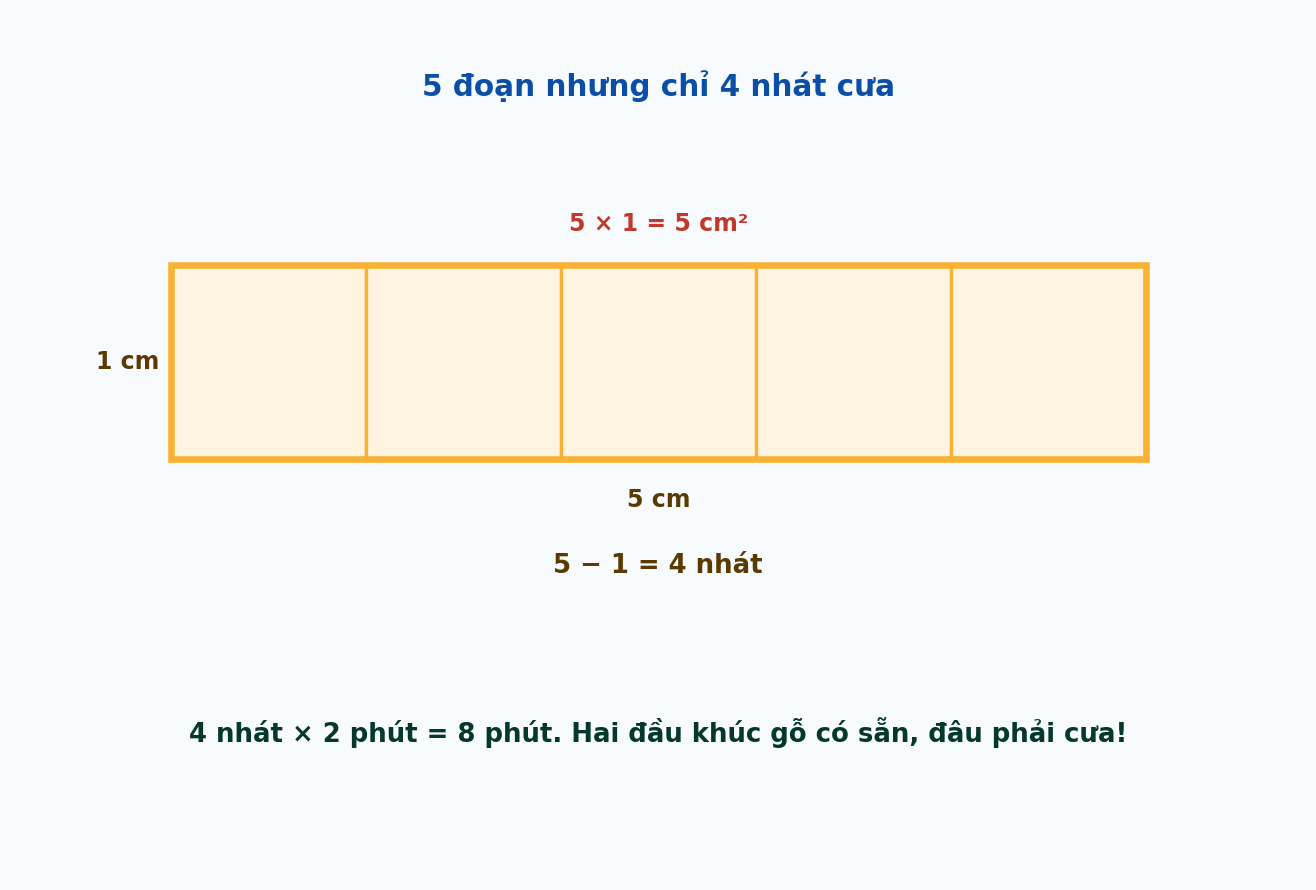 5 đoạn nhưng chỉ 4 nhát cưa
5 × 1 = 5 cm²
1 cm
5 cm
5 − 1 = 4 nhát
4 nhát × 2 phút = 8 phút. Hai đầu khúc gỗ có sẵn, đâu phải cưa!